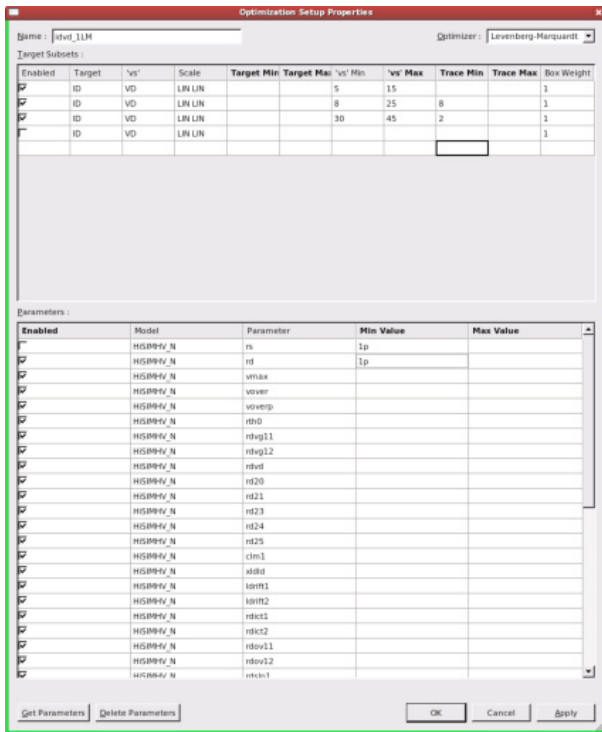 Optimization Setup Properties
Name : idvd_1LM Optimizer : Levenberg-Marquardt
Target Subsets :
Enabled Target 'vs' Scale Target Min Target Max 'vs' Min 'vs' Max Trace Min Trace Max Box Weight
ID VD LIN LIN 5 15 1
ID VD LIN LIN 8 25 8 1
ID VD LIN LIN 30 45 2 1
ID VD LIN LIN 1
Parameters :
Enabled Model Parameter Min Value Max Value
HiSIMHV_N rs 1p
HiSIMHV_N rd 1p
HiSIMHV_N vmax
HiSIMHV_N vover
HiSIMHV_N voverp
HiSIMHV_N rth0
HiSIMHV_N rdvg11
HiSIMHV_N rdvg12
HiSIMHV_N rdvd
HiSIMHV_N rd20
HiSIMHV_N rd21
HiSIMHV_N rd23
HiSIMHV_N rd24
HiSIMHV_N rd25
HiSIMHV_N clm1
HiSIMHV_N xldld
HiSIMHV_N ldrift1
HiSIMHV_N ldrift2
HiSIMHV_N rdict1
HiSIMHV_N rdict2
HiSIMHV_N rdov11
HiSIMHV_N rdov12
HiSIMHV_N rdslp1
Get Parameters Delete Parameters OK Cancel Apply